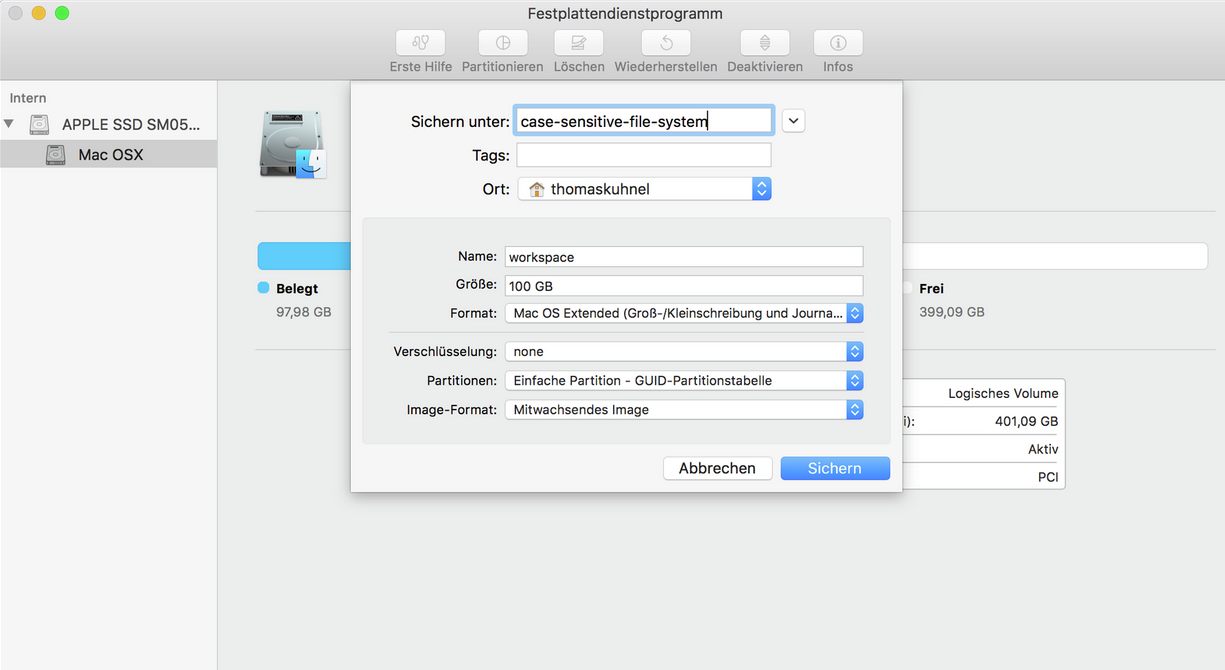 Festplattendienstprogramm
Erste Hilfe Partitionieren Löschen Wiederherstellen Deaktivieren Infos
Intern
APPLE SSD SM05...
Mac OSX
Sichern unter: case-sensitive-file-system
Tags:
Ort: thomaskuhnel
Name: workspace
Größe: 100 GB
Format: Mac OS Extended (Groß-/Kleinschreibung und Journa...
Verschlüsselung: none
Partitionen: Einfache Partition - GUID-Partitionstabelle
Image-Format: Mitwachsendes Image
Abbrechen Sichern
Belegt
97,98 GB
Frei
399,09 GB
Logisches Volume
i): 401,09 GB
Aktiv
PCI